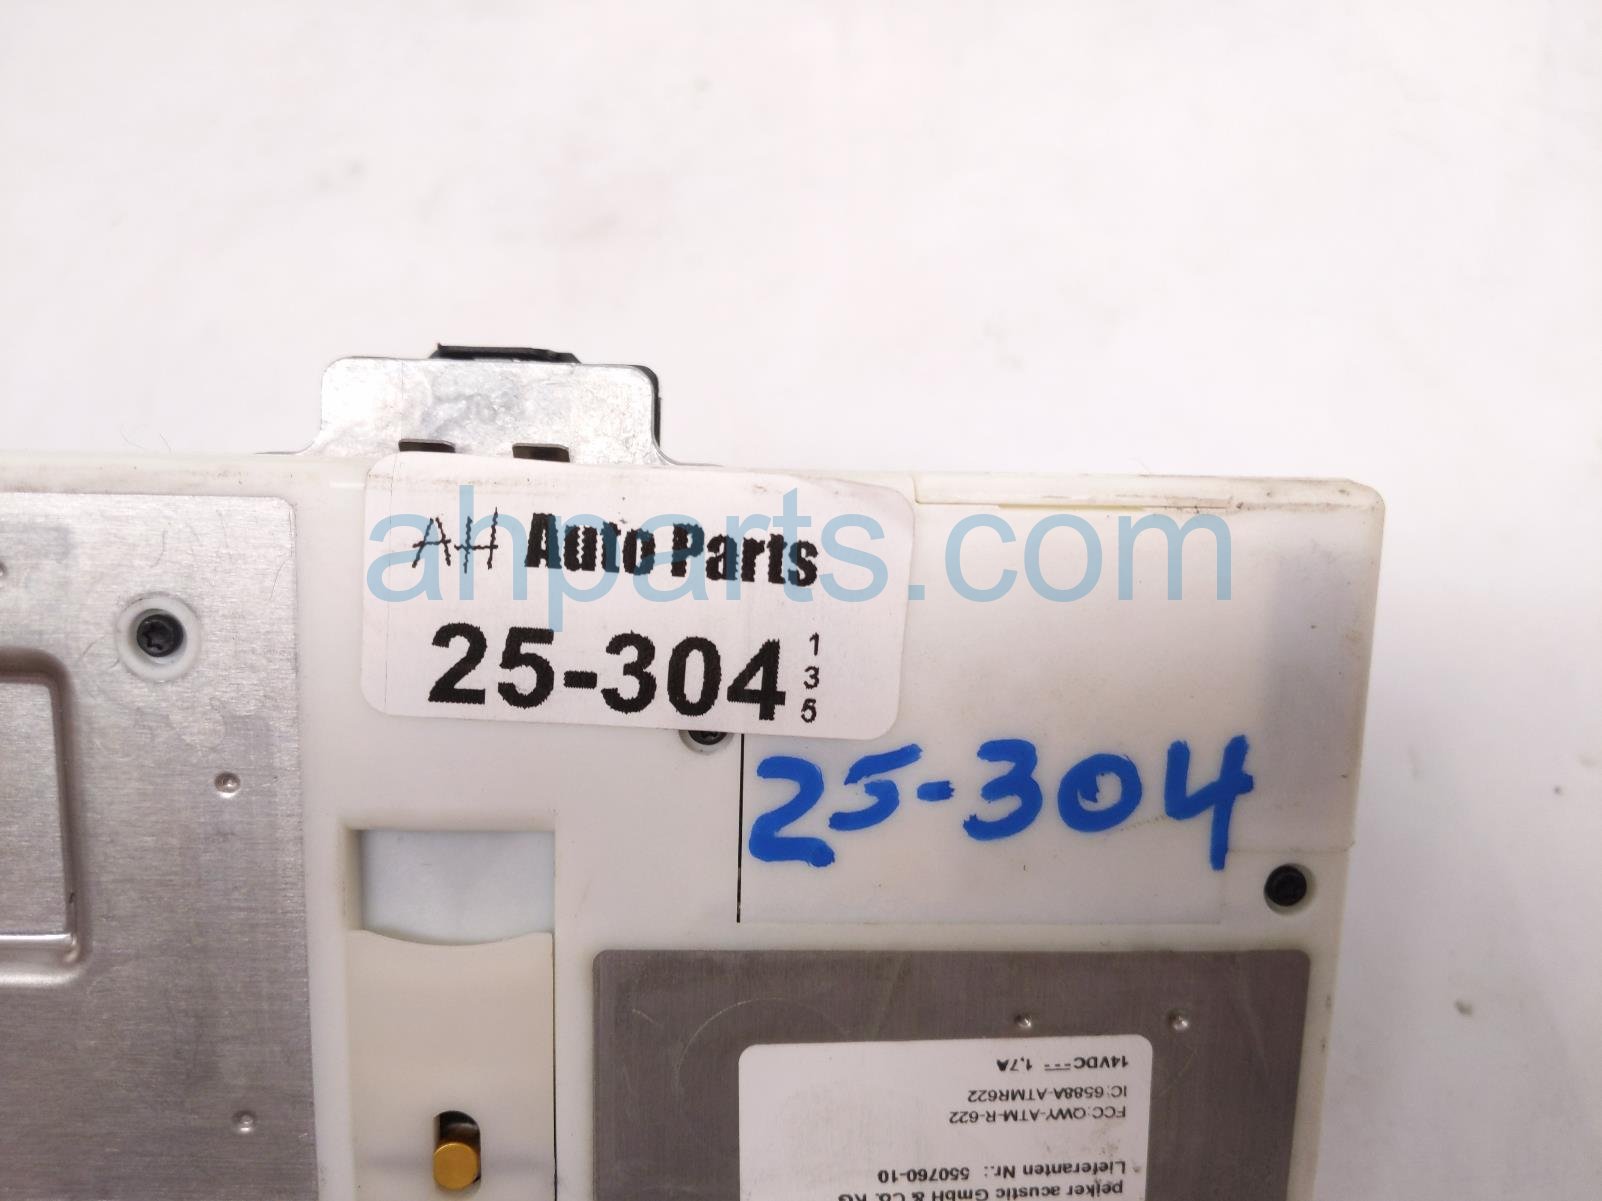 AH Auto Parts
25-304
1
3
5
25-304
ahparts.com
peiker acustic GmbH & Co. KG
Lieferanten Nr.: 550760-10
FCC:QWY-ATM-R-622
IC:6588A-ATMR622
14VDC 1,7A